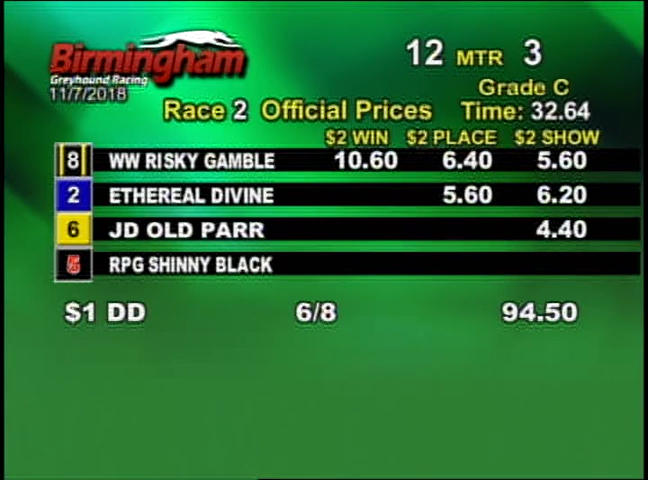 Birmingham
Greyhound Racing
11/7/2018
12 MTR 3
Grade C
Race 2 Official Prices Time: 32.64
$2 WIN $2 PLACE $2 SHOW
8 WW RISKY GAMBLE 10.60 6.40 5.60
2 ETHEREAL DIVINE 5.60 6.20
6 JD OLD PARR 4.40
5 RPG SHINNY BLACK
$1 DD 6/8 94.50